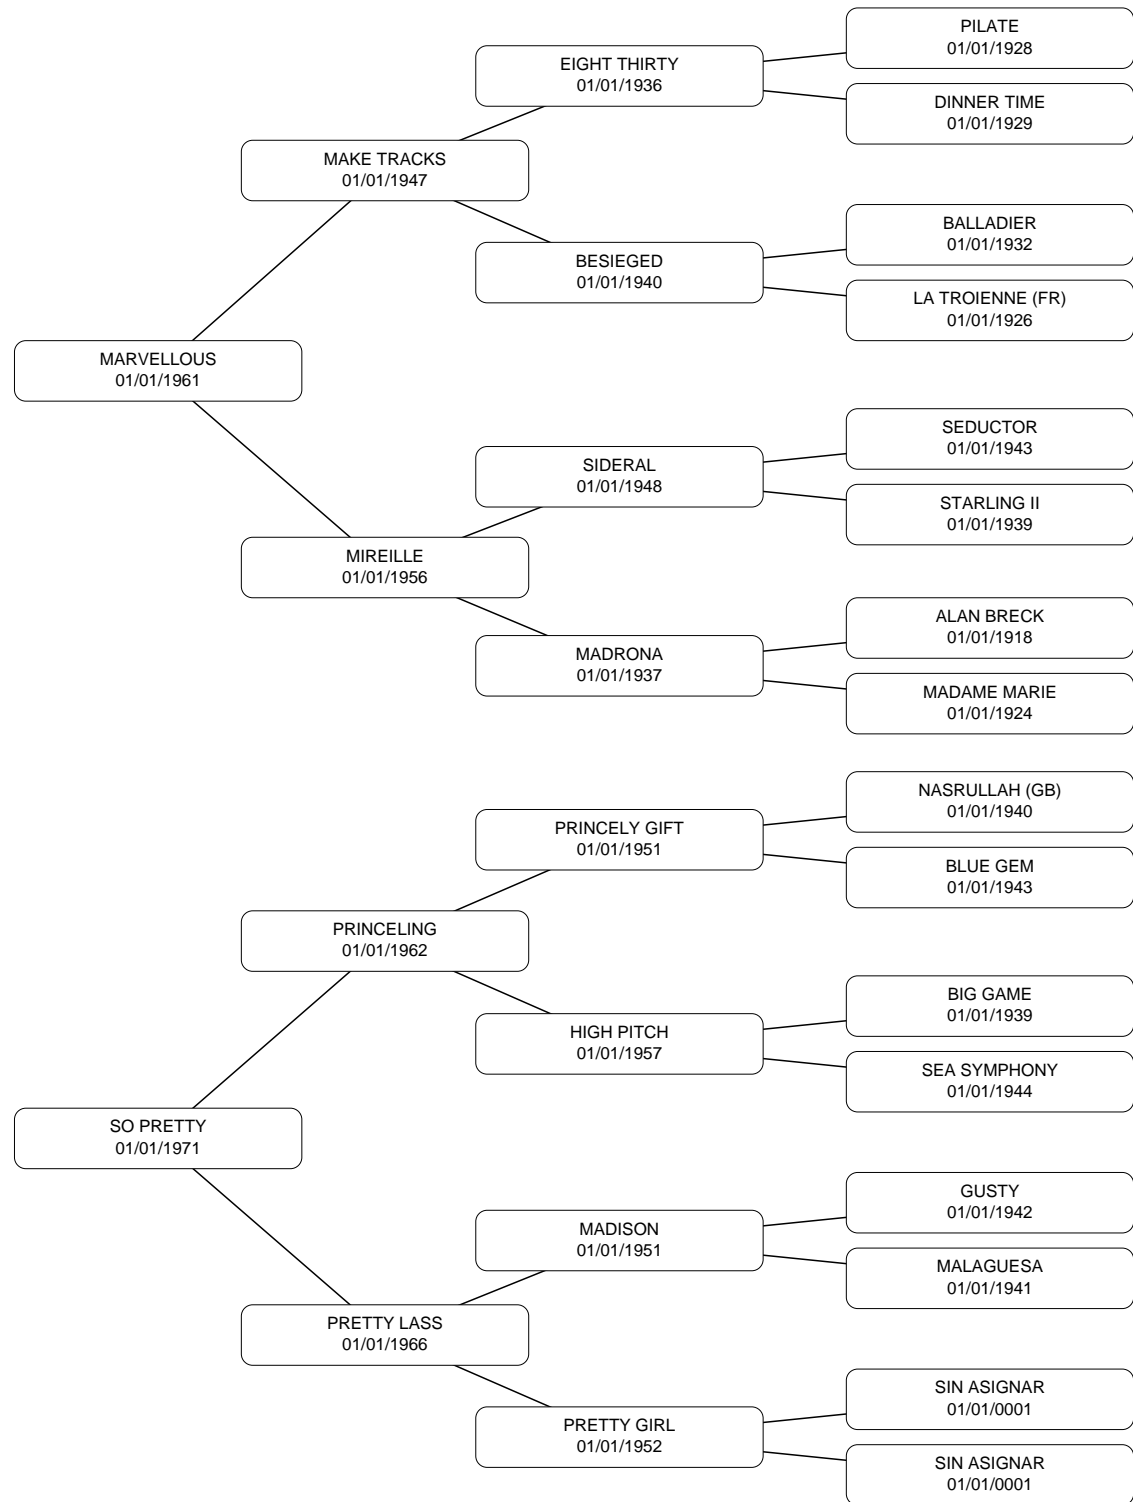 PILATE
01/01/1928
EIGHT THIRTY
01/01/1936
DINNER TIME
01/01/1929
MAKE TRACKS
01/01/1947
BALLADIER
01/01/1932
BESIEGED
01/01/1940
LA TROIENNE (FR)
01/01/1926
MARVELLOUS
01/01/1961
SEDUCTOR
01/01/1943
SIDERAL
01/01/1948
STARLING II
01/01/1939
MIREILLE
01/01/1956
ALAN BRECK
01/01/1918
MADRONA
01/01/1937
MADAME MARIE
01/01/1924
NASRULLAH (GB)
01/01/1940
PRINCELY GIFT
01/01/1951
BLUE GEM
01/01/1943
PRINCELING
01/01/1962
BIG GAME
01/01/1939
HIGH PITCH
01/01/1957
SEA SYMPHONY
01/01/1944
SO PRETTY
01/01/1971
GUSTY
01/01/1942
MADISON
01/01/1951
MALAGUESA
01/01/1941
PRETTY LASS
01/01/1966
SIN ASIGNAR
01/01/0001
PRETTY GIRL
01/01/1952
SIN ASIGNAR
01/01/0001